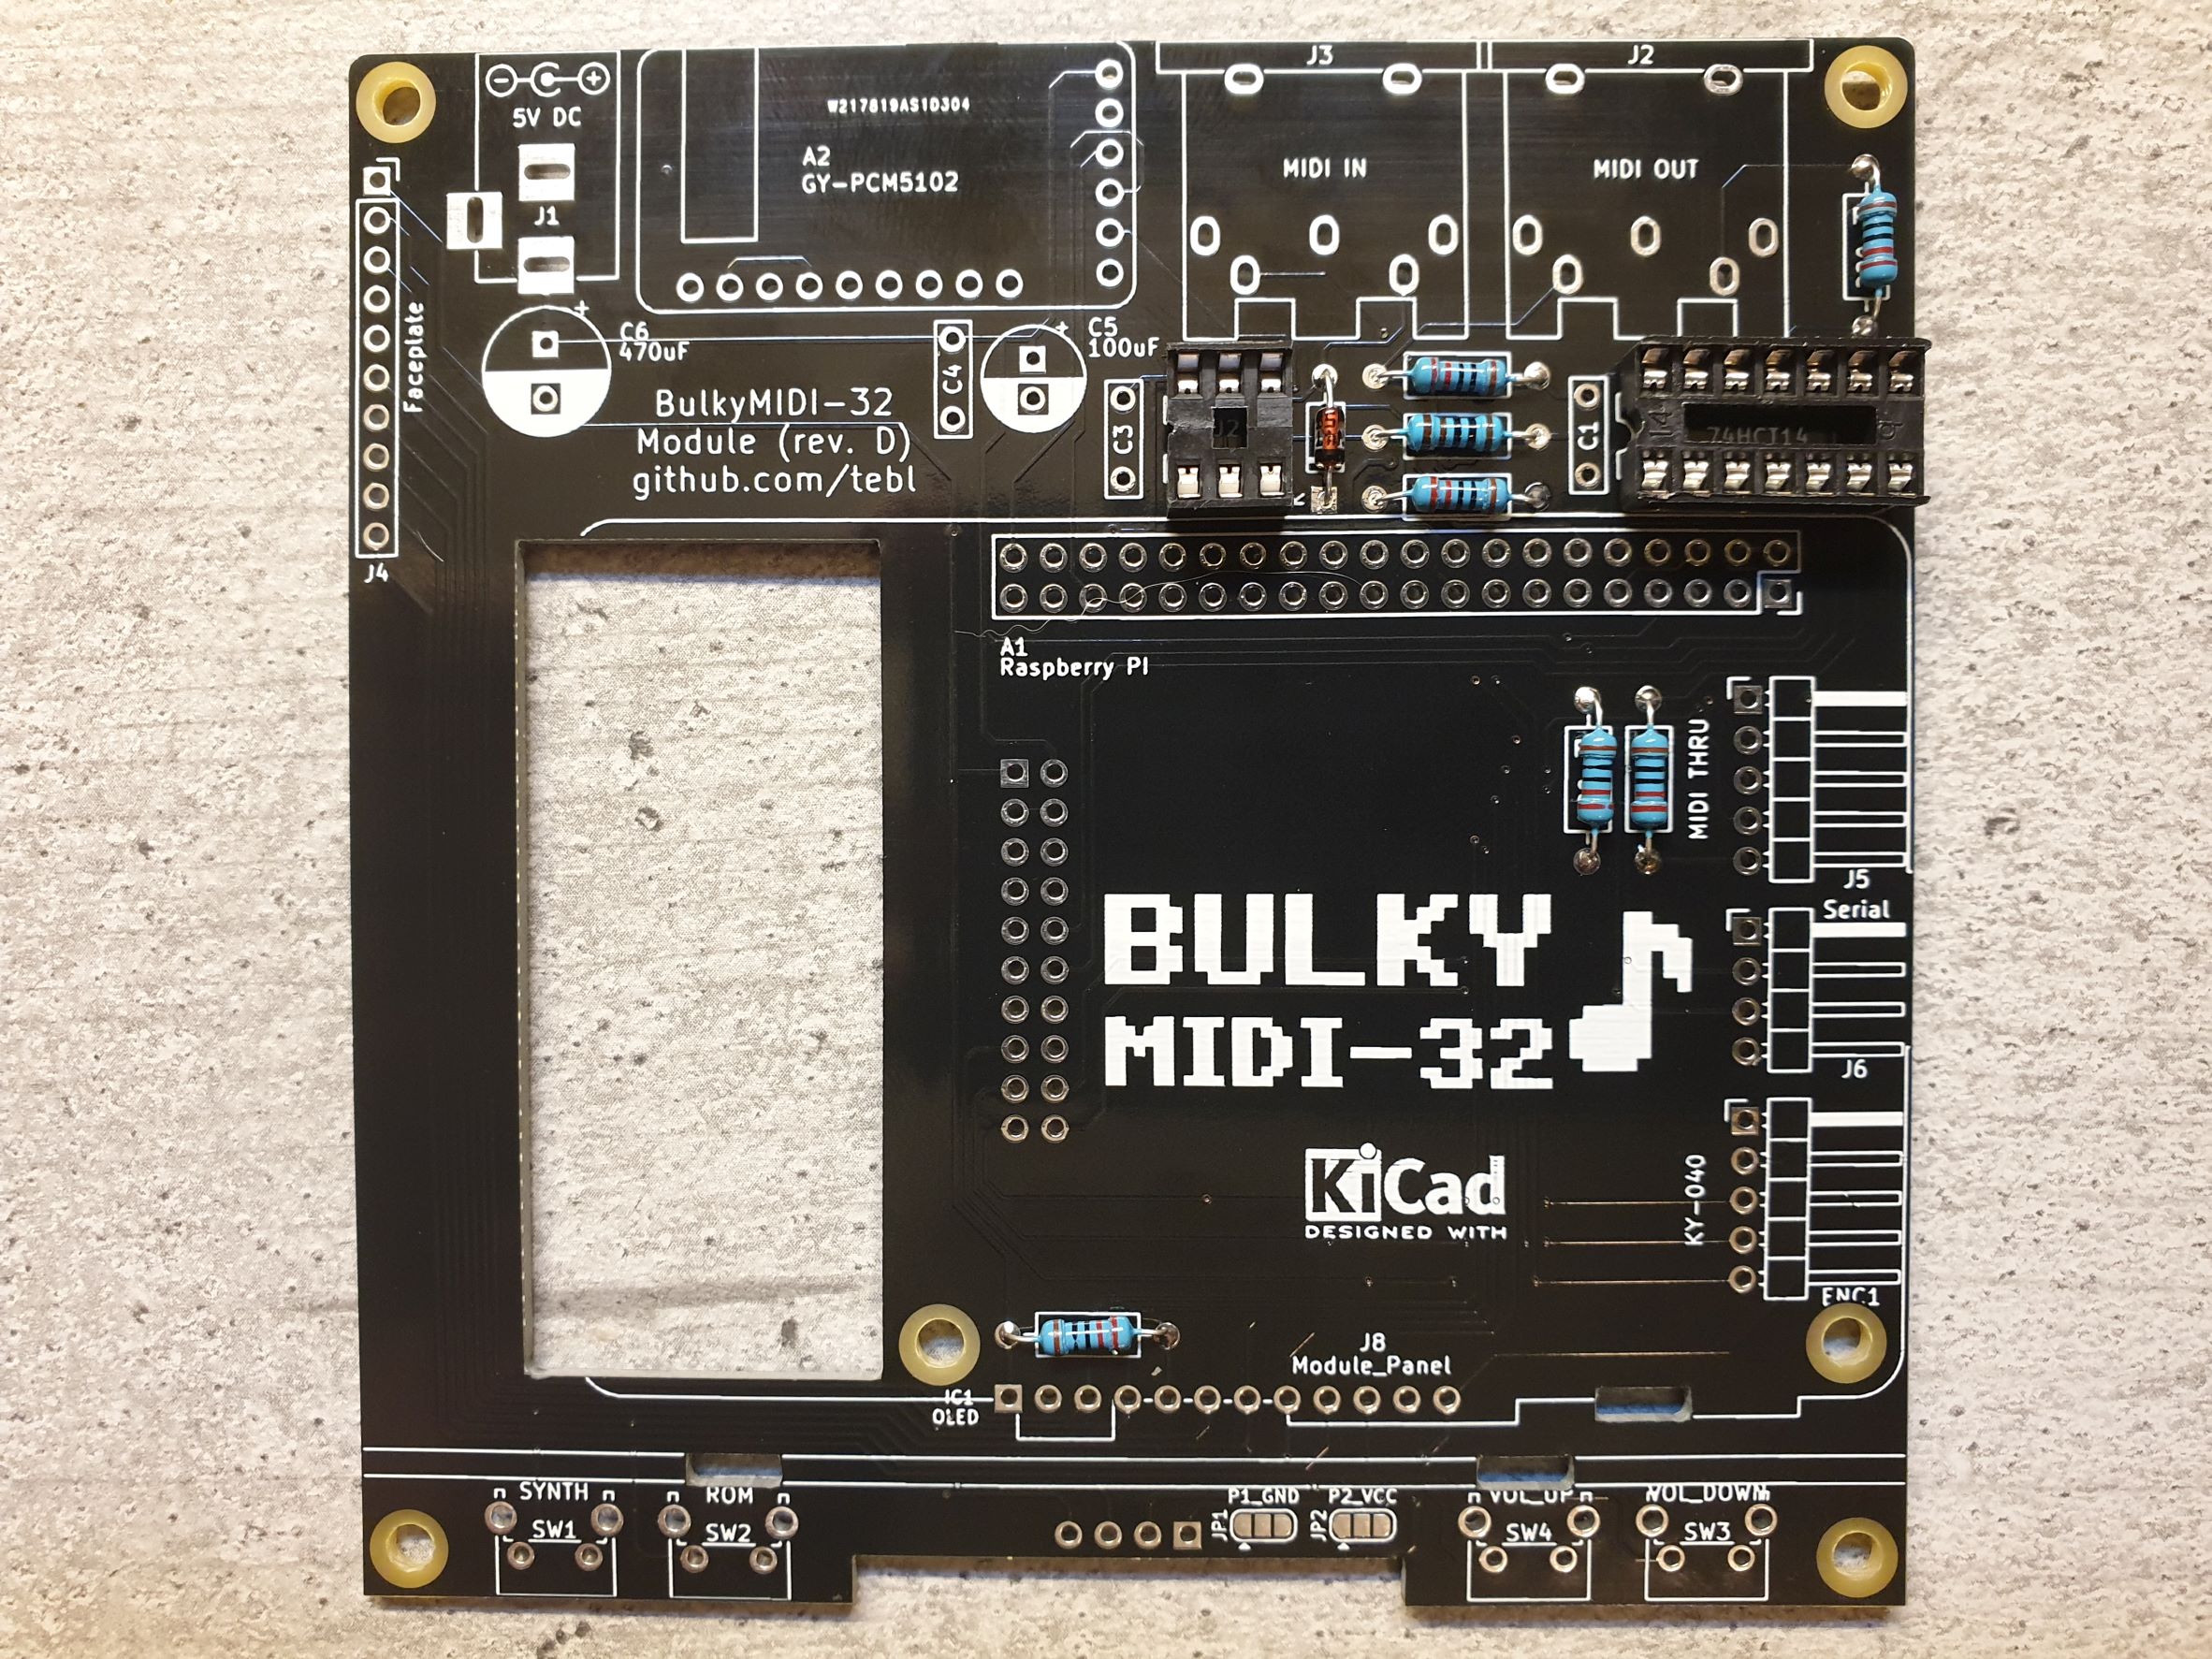 J3
J2
5V DC
W217819AS1D304
A2
GY-PCM5102
MIDI IN
MIDI OUT
J1
Faceplate
C6
470uF
C4
C5
100uF
BulkyMIDI-32
Module (rev. D)
github.com/tebl
C3
C1
74HCT14
J4
A1
Raspberry PI
MIDI THRU
J5
Serial
BULKY
MIDI-32
J6
KiCad
DESIGNED WITH
KY-040
ENC1
J8
Module_Panel
IC1
OLED
SYNTH
SW1
ROM
SW2
P1_GND
JP1
P2_VCC
JP2
VOL_UP
SW4
VOL_DOWN
SW3